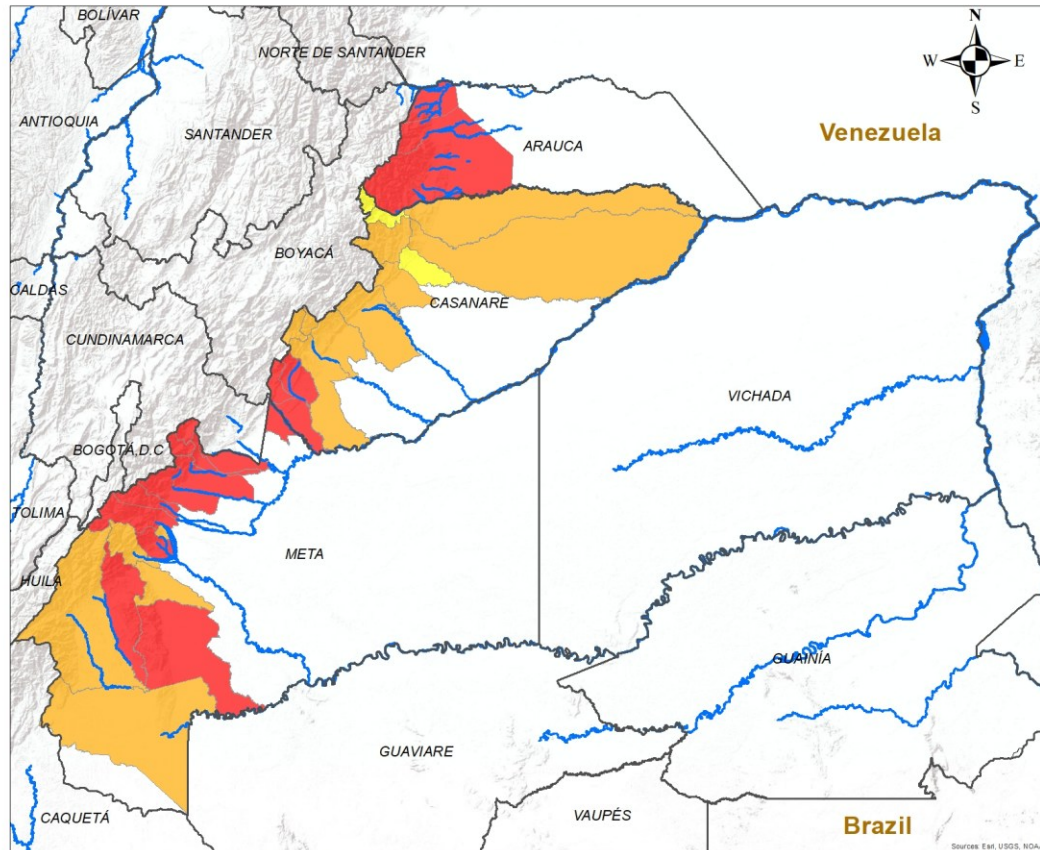 BOLÍVAR
N
NORTE DE SANTANDER
W
E
S
ANTIOQUIA
SANTANDER
ARAUCA
Venezuela
BOYACÁ
CALDAS
CASANARE
CUNDINAMARCA
VICHADA
BOGOTÁ, D.C
TOLIMA
META
HUILA
GUAINÍA
GUAVIARE
CAQUETÁ
VAUPÉS
Brazil
Sources: Esri, USGS, NOAA